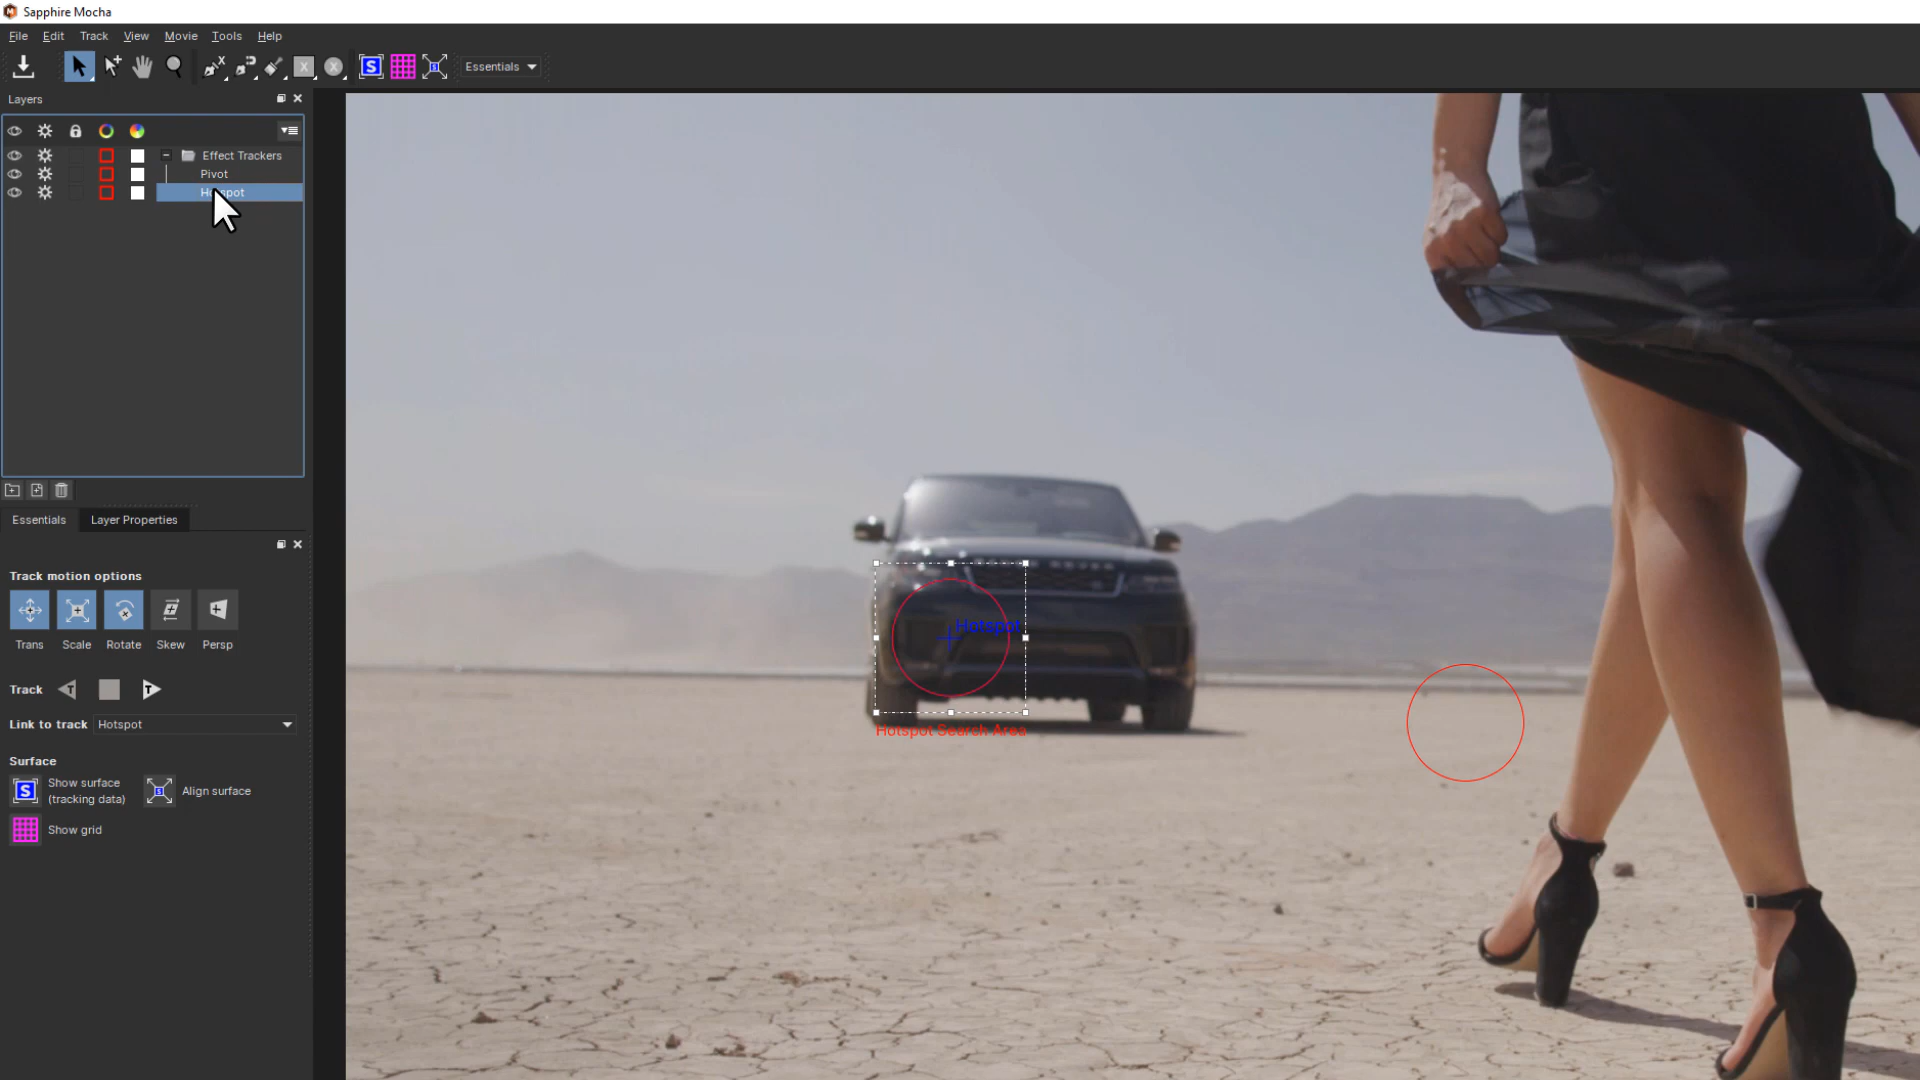 Sapphire Mocha
File Edit Track View Movie Tools Help
Essentials
Layers
Effect Trackers
Pivot
Hotspot
Essentials Layer Properties
Track motion options
Trans Scale Rotate Skew Persp
Track
Link to track Hotspot
Surface
Show surface
(tracking data)
Align surface
Show grid
Hotspot
Hotspot Search Area